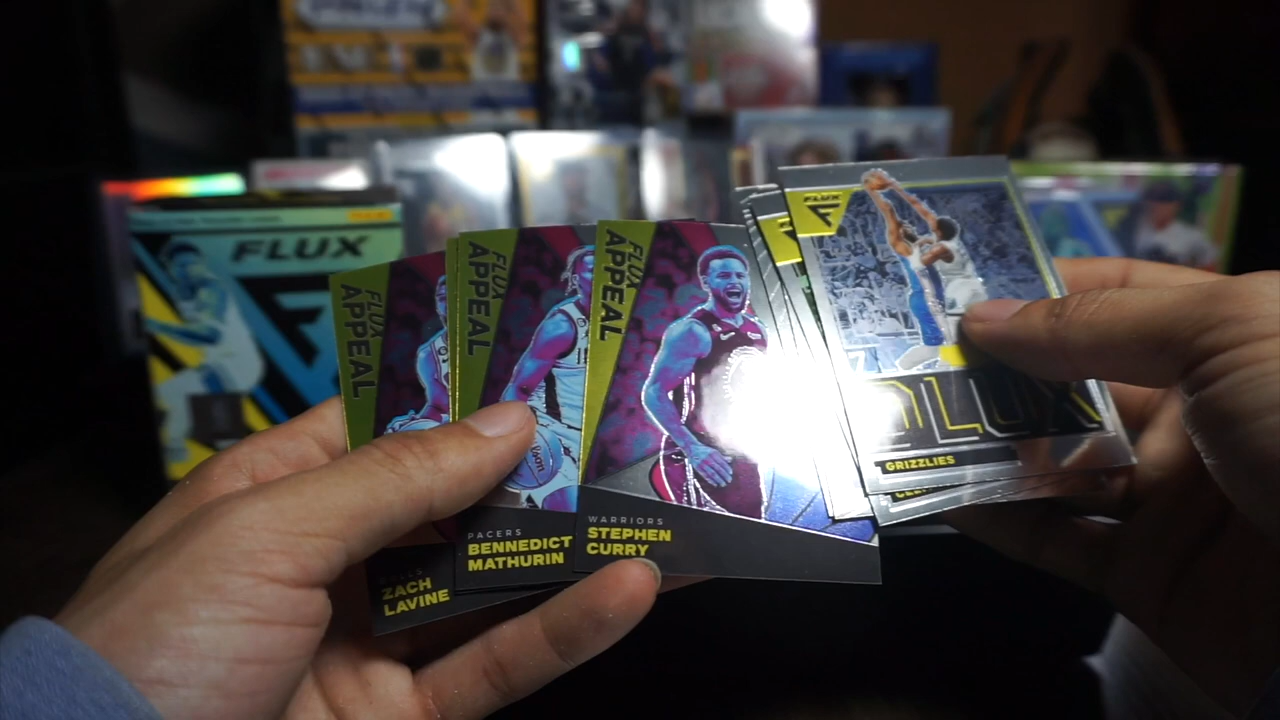 FLUX
FLUX APPEAL
ZACH
LAVINE
FLUX APPEAL
PACERS
BENNEDICT
MATHURIN
FLUX APPEAL
WARRIORS
STEPHEN
CURRY
FLUX
GRIZZLIES